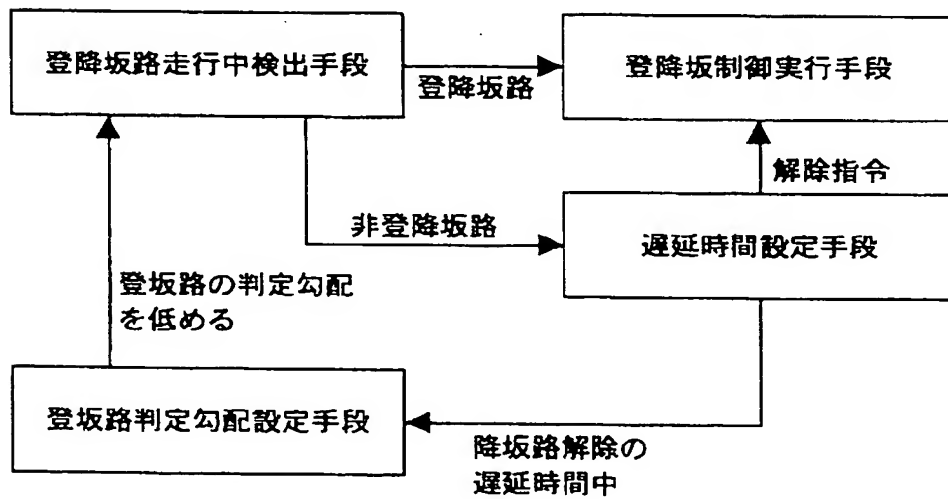 登降坂路走行中検出手段
登降坂路
登降坂制御実行手段
解除指令
非登降坂路
遅延時間設定手段
登坂路の判定勾配
を低める
登坂路判定勾配設定手段
降坂路解除の
遅延時間中